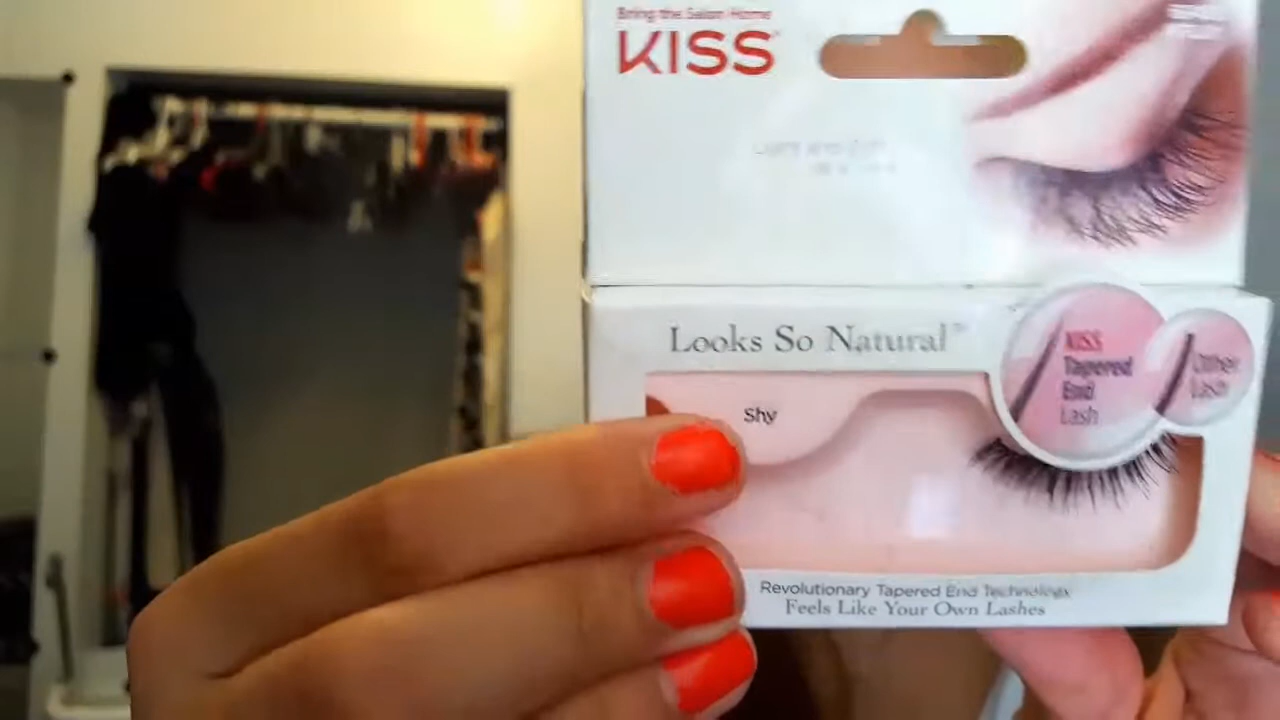 Bring the Salon Home
KISS
Looks So Natural™
Shy
KISS
Tapered
End
Lash
Other
Lash
Revolutionary Tapered End Technology
Feels Like Your Own Lashes